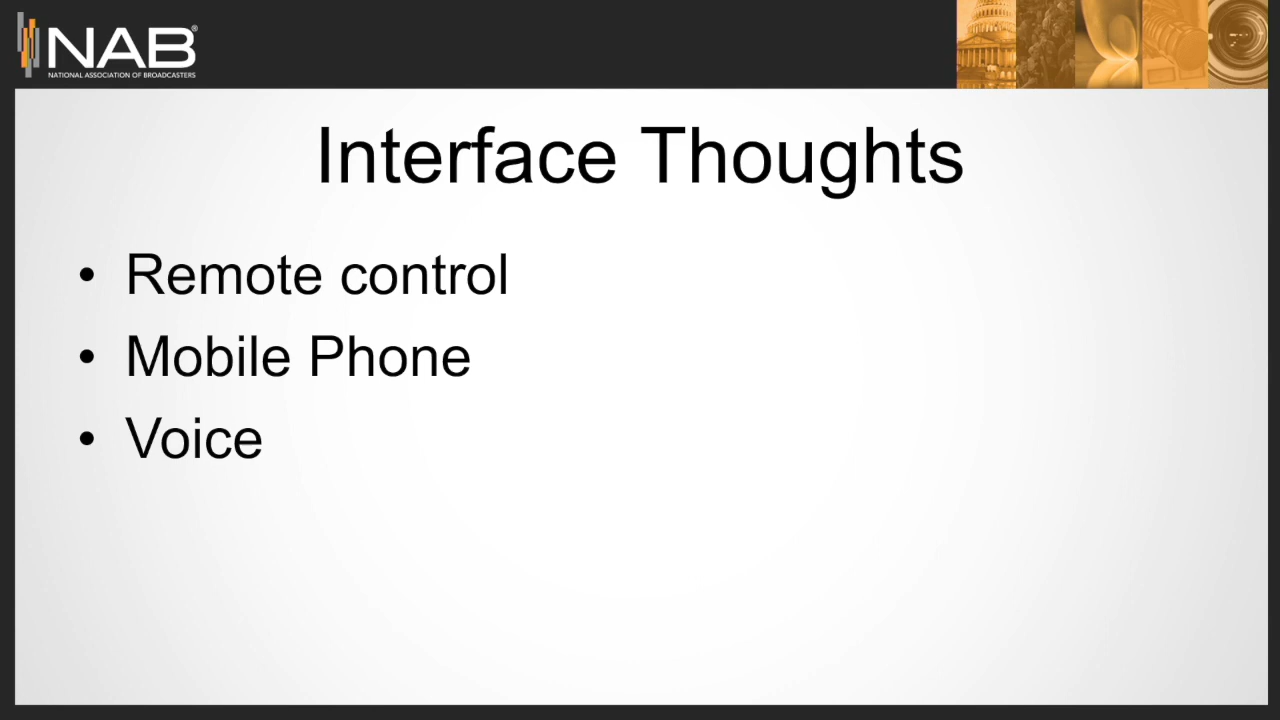 NAB®
NATIONAL ASSOCIATION OF BROADCASTERS
Interface Thoughts
• Remote control
• Mobile Phone
• Voice